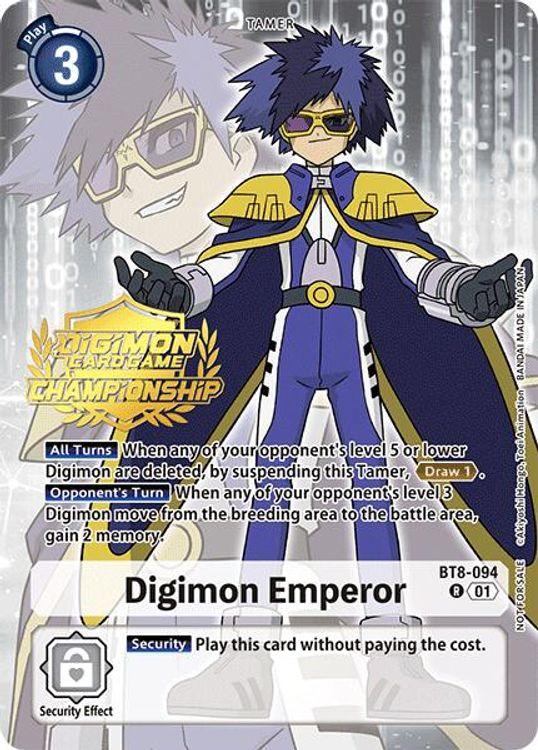 Play
3
TAMER
DIGIMON
CARD GAME
CHAMPIONSHIP
All Turns When any of your opponent's level 5 or lower
Digimon are deleted, by suspending this Tamer, Draw 1.
Opponent's Turn When any of your opponent's level 3
Digimon move from the breeding area to the battle area,
gain 2 memory.
Digimon Emperor
BT8-094
R 01
Security Play this card without paying the cost.
Security Effect
NOT FOR SALE ©Akiyoshi Hongo, Toei Animation BANDAI MADE IN JAPAN